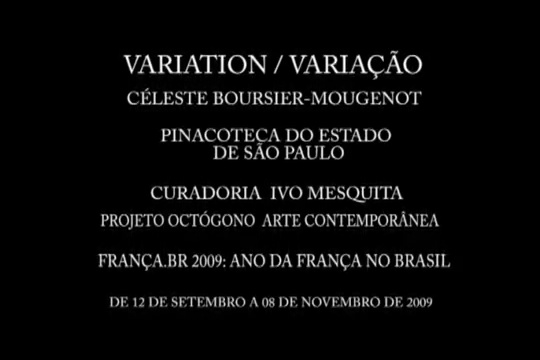 VARIATION / VARIAÇÃO
CÉLESTE BOURSIER-MOUGENOT
PINACOTECA DO ESTADO
DE SÃO PAULO
CURADORIA IVO MESQUITA
PROJETO OCTÓGONO ARTE CONTEMPORÂNEA
FRANÇA.BR 2009: ANO DA FRANÇA NO BRASIL
DE 12 DE SETEMBRO A 08 DE NOVEMBRO DE 2009